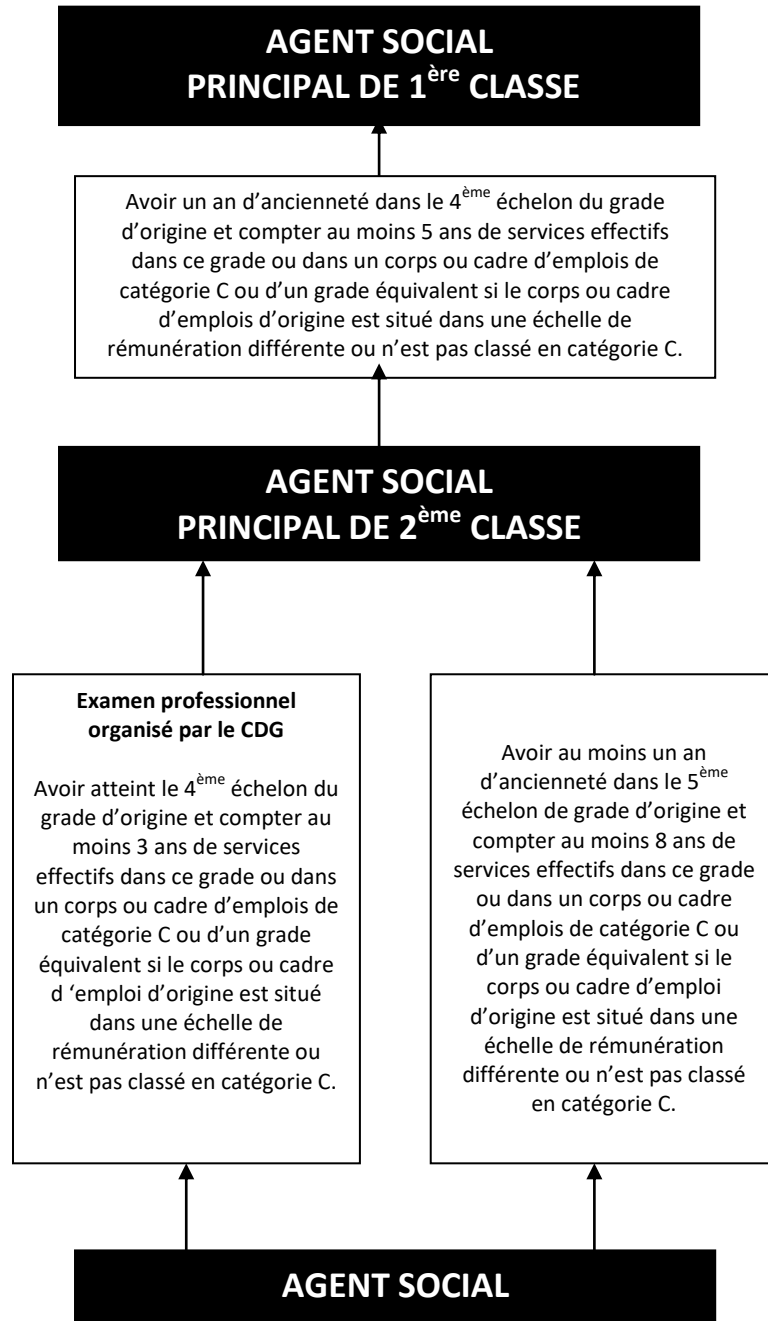 AGENT SOCIAL
PRINCIPAL DE 1ère CLASSE
Avoir un an d’ancienneté dans le 4ème échelon du grade
d’origine et compter au moins 5 ans de services effectifs
dans ce grade ou dans un corps ou cadre d’emplois de
catégorie C ou d’un grade équivalent si le corps ou cadre
d’emplois d’origine est situé dans une échelle de
rémunération différente ou n’est pas classé en catégorie C.
AGENT SOCIAL
PRINCIPAL DE 2ème CLASSE
Examen professionnel
organisé par le CDG
Avoir atteint le 4ème échelon du
grade d’origine et compter au
moins 3 ans de services
effectifs dans ce grade ou dans
un corps ou cadre d’emplois de
catégorie C ou d’un grade
équivalent si le corps ou cadre
d ‘emploi d’origine est situé
dans une échelle de
rémunération différente ou
n’est pas classé en catégorie C.
Avoir au moins un an
d’ancienneté dans le 5ème
échelon de grade d’origine et
compter au moins 8 ans de
services effectifs dans ce grade
ou dans un corps ou cadre
d’emplois de catégorie C ou
d’un grade équivalent si le
corps ou cadre d’emploi
d’origine est situé dans une
échelle de rémunération
différente ou n’est pas classé
en catégorie C.
AGENT SOCIAL